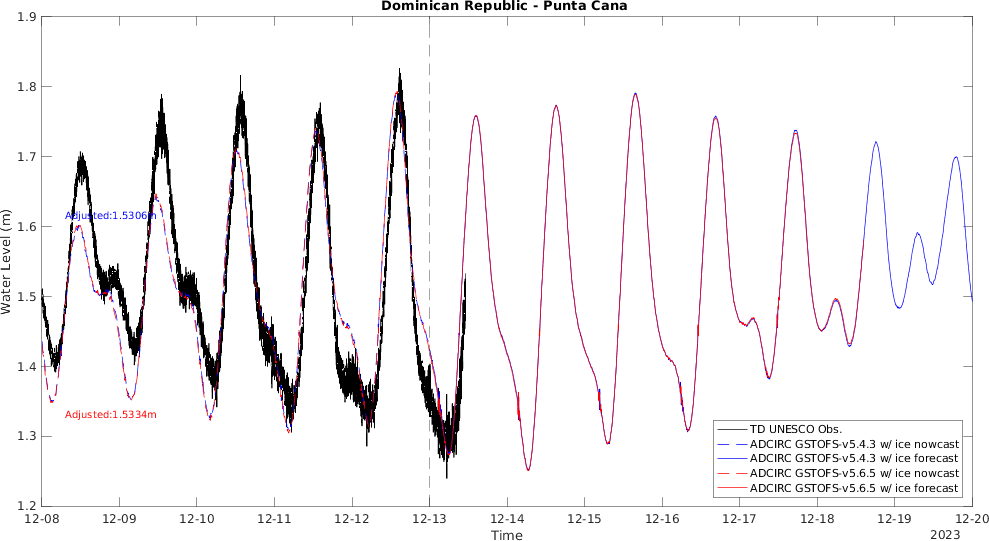 Dominican Republic - Punta Cana
1.9
1.8
1.7
1.6
1.5
1.4
1.3
1.2
Water Level (m)
Adjusted:1.5306m
Adjusted:1.5334m
TD UNESCO Obs.
ADCIRC GSTOFS-v5.4.3 w/ ice nowcast
ADCIRC GSTOFS-v5.4.3 w/ ice forecast
ADCIRC GSTOFS-v5.6.5 w/ ice nowcast
ADCIRC GSTOFS-v5.6.5 w/ ice forecast
12-08 12-09 12-10 12-11 12-12 12-13 12-14 12-15 12-16 12-17 12-18 12-19 12-20
Time
2023